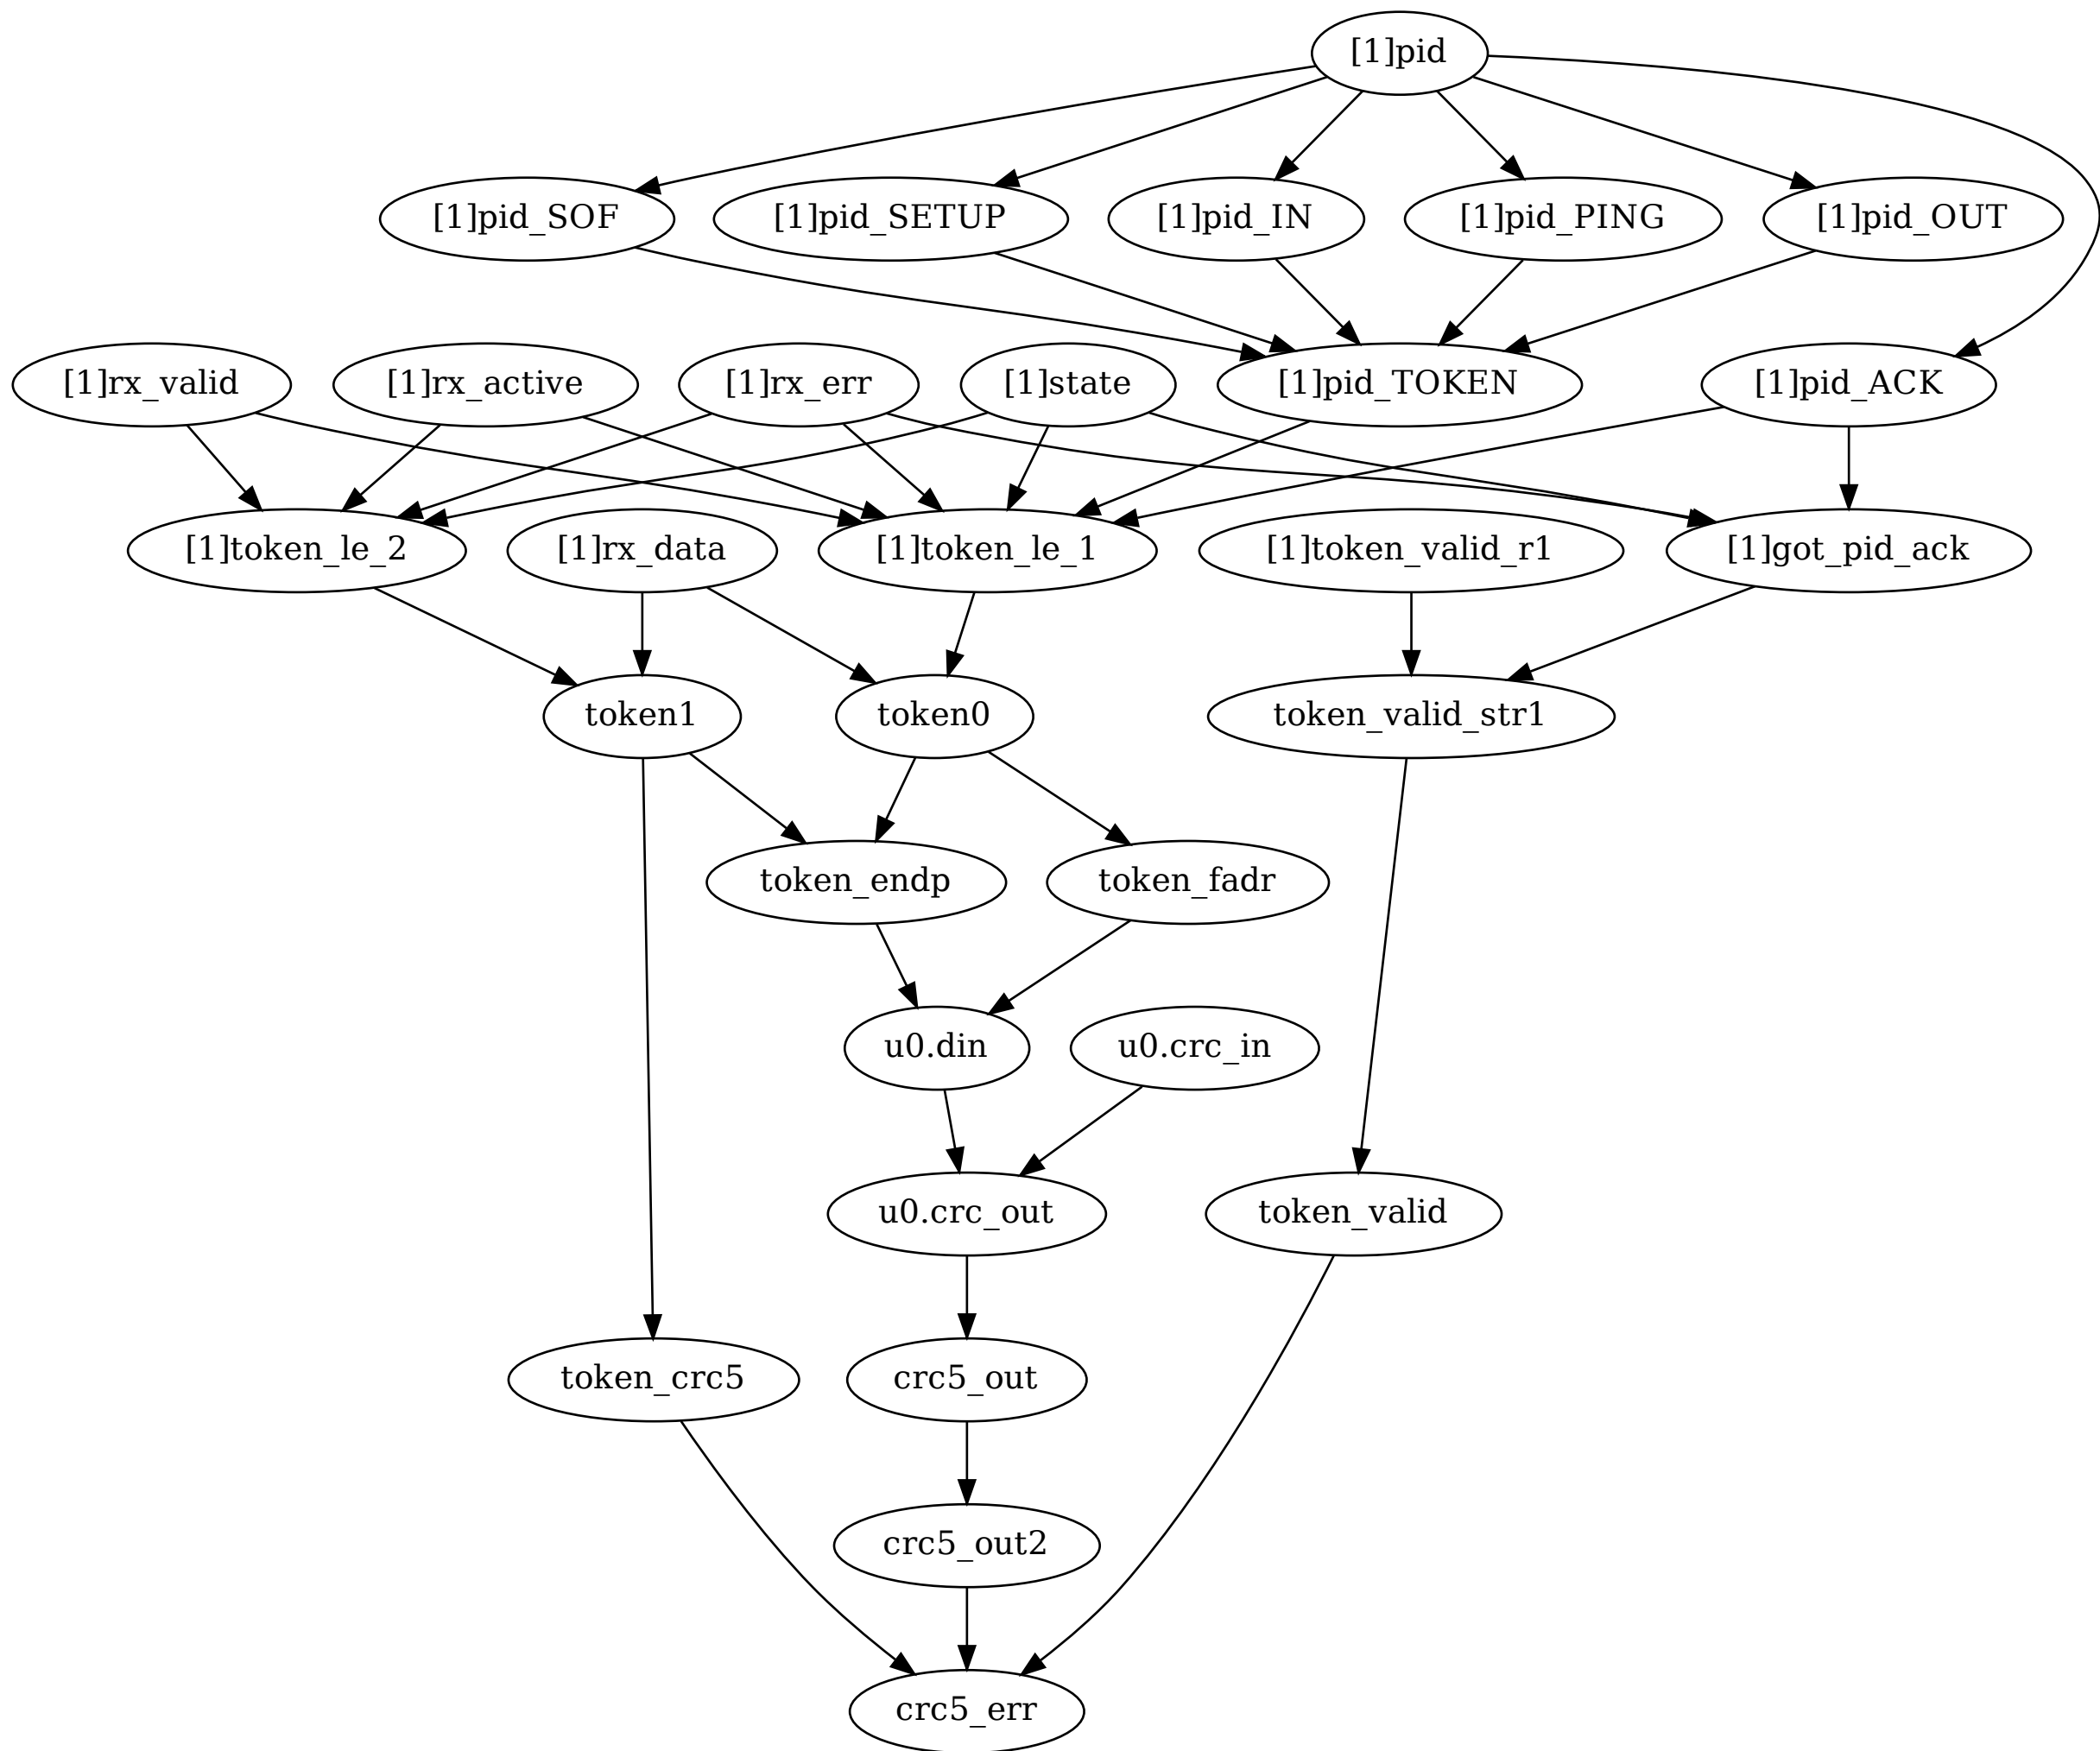 [1]pid
[1]pid_SOF
[1]pid_SETUP
[1]pid_IN
[1]pid_PING
[1]pid_OUT
[1]rx_valid
[1]rx_active
[1]rx_err
[1]state
[1]pid_TOKEN
[1]pid_ACK
[1]token_le_2
[1]rx_data
[1]token_le_1
[1]token_valid_r1
[1]got_pid_ack
token1
token0
token_valid_str1
token_endp
token_fadr
u0.din
u0.crc_in
u0.crc_out
token_valid
token_crc5
crc5_out
crc5_out2
crc5_err